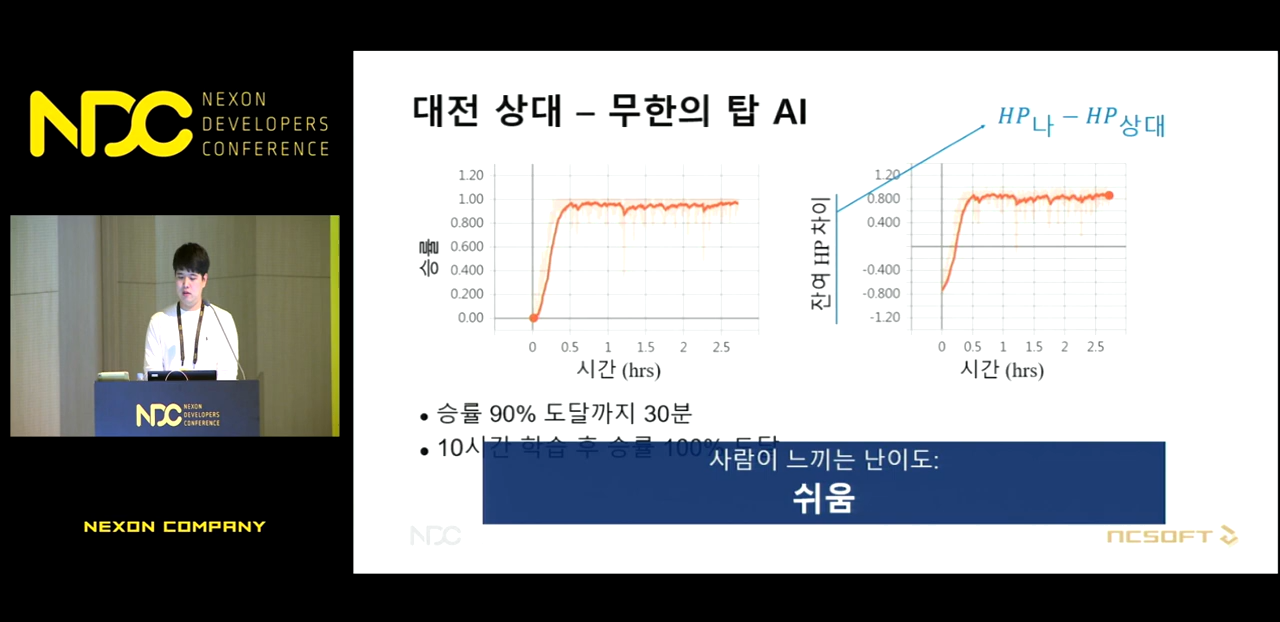 NDC
NEXON
DEVELOPERS
CONFERENCE
NDC
NEXON
DEVELOPERS
CONFERENCE
NEXON COMPANY
대전 상대 – 무한의 탑 AI
HP나 – HP상대
승률
1.20
1.00
0.800
0.600
0.400
0.200
0.00
0 0.5 1 1.5 2 2.5
시간 (hrs)
잔여 HP 차이
1.20
0.800
0.400
-0.400
-0.800
-1.20
0 0.5 1 1.5 2 2.5
시간 (hrs)
• 승률 90% 도달까지 30분
• 10시간 학습 후 승률 100% 도달
사람이 느끼는 난이도:
쉬움
NDC
NCSOFT